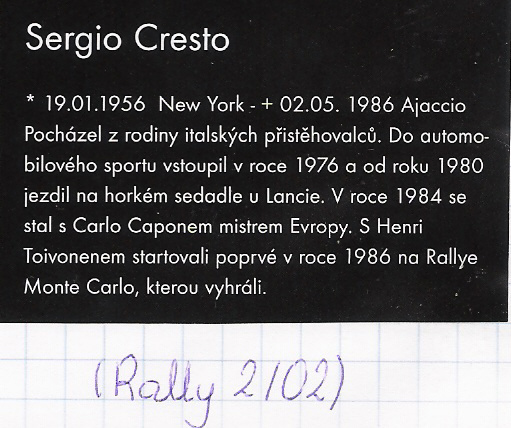 Sergio Cresto
* 19.01.1956 New York - + 02.05. 1986 Ajaccio
Pocházel z rodiny italských přistěhovalců. Do automo-
bilového sportu vstoupil v roce 1976 a od roku 1980
jezdil na horkém sedadle u Lancie. V roce 1984 se
stal s Carlo Caponem mistrem Evropy. S Henri
Toivonenem startovali poprvé v roce 1986 na Rallye
Monte Carlo, kterou vyhráli.
(Rally 2/02)